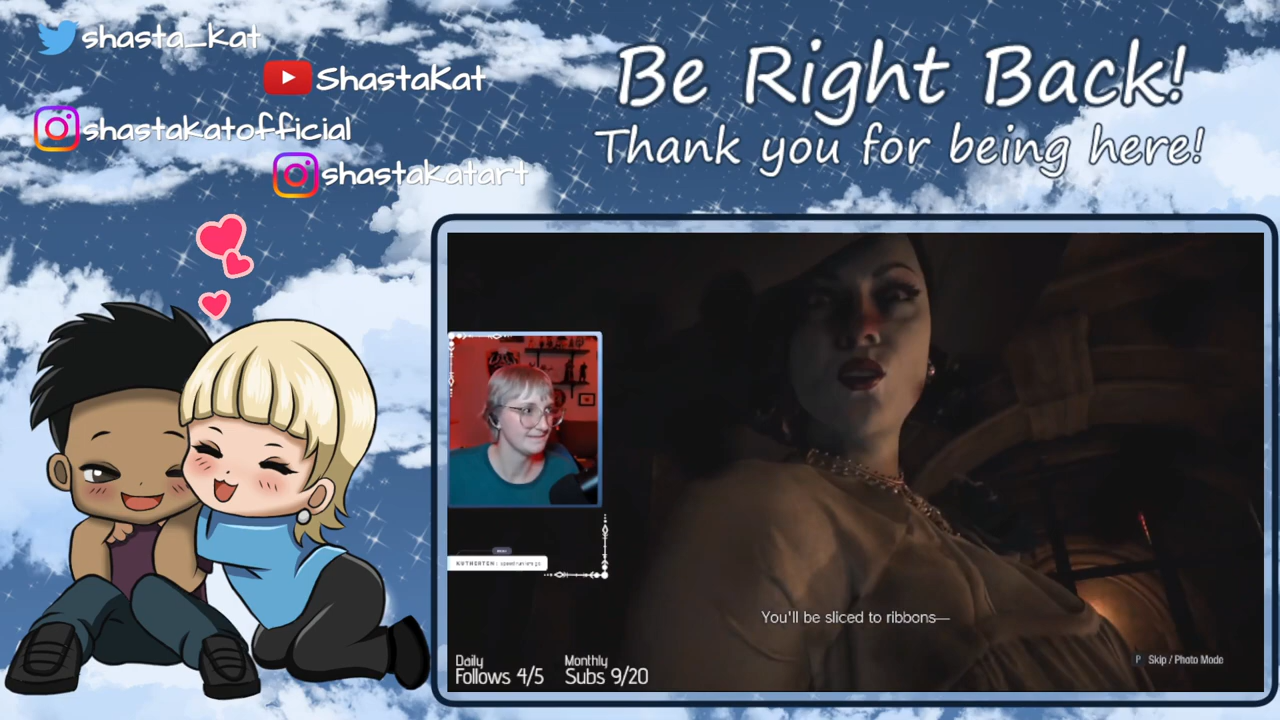 shasta_kat
ShastaKat
shastakatofficial
shastakatart
Be Right Back!
Thank you for being here!
You'll be sliced to ribbons—
P Skip / Photo Mode
Daily
Follows 4/5
Monthly
Subs 9/20